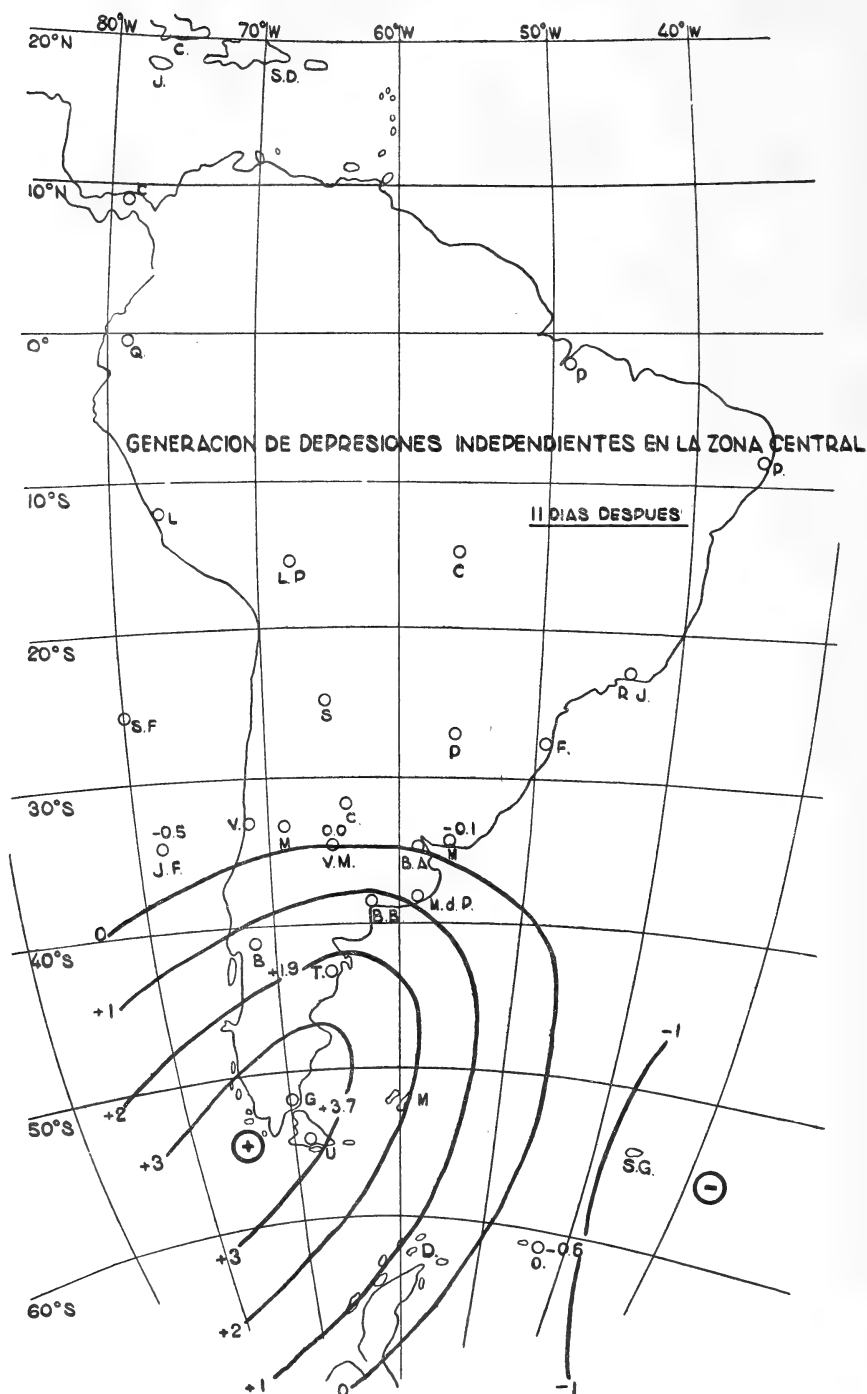 80°W 70°W 60°W 50°W 40°W
20°N
C.
J.
S.D.
10°N
C
0°
Q.
P
GENERACION DE DEPRESIONES INDEPENDIENTES EN LA ZONA CENTRAL
P.
10°S
L
11 DIAS DESPUES
L.P
C
20°S
R J.
S.F
S
P
F.
30°S
-0.5
V.
M
0.0
C.
-0.1
J.F.
V.M.
B.A
M
B.B
M.d.P.
0
40°S
B
+1.9
T.
+1
-1
+2
G
+3.7
M
50°S
+3
+
U
S.G.
-
+3
D.
-0.6
O.
60°S
+2
+1
0
-1